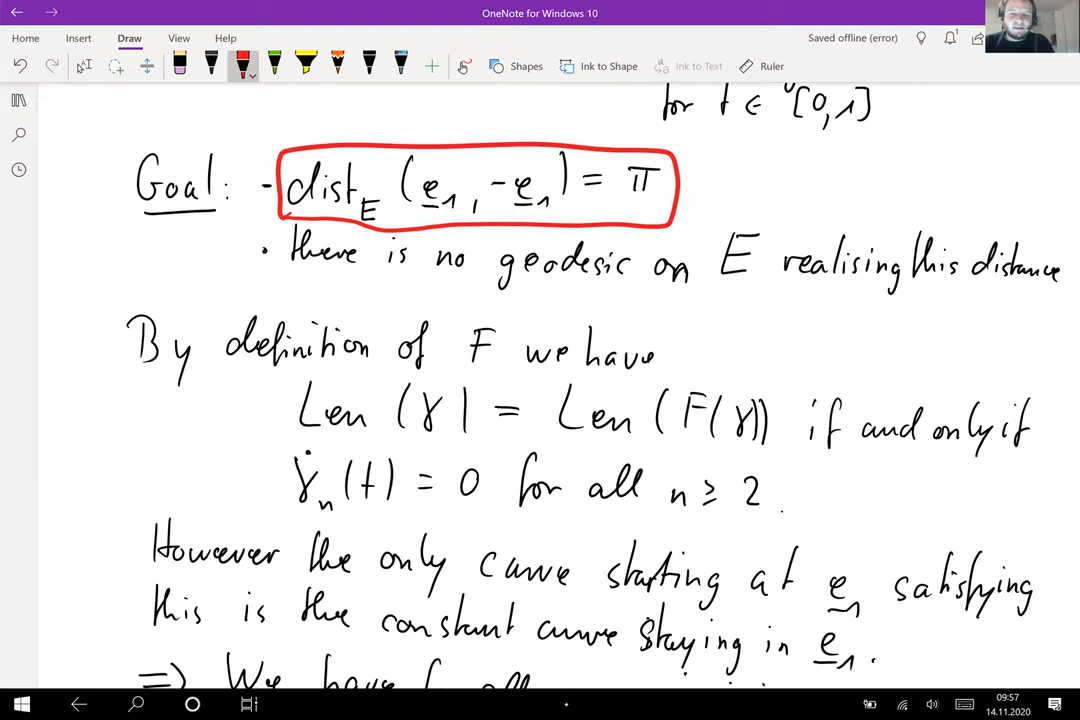 OneNote for Windows 10
Home Insert Draw View Help Saved offline (error)
Shapes Ink to Shape Ink to Text Ruler
for t ∈ [0,1]
Goal: - dist_E (e_1, -e_1) = π
• there is no geodesic on E realising this distance
By definition of F we have
Len (γ) = Len (F(γ)) if and only if
γ̇_n (t) = 0 for all n ≥ 2.
However the only curve starting at e_1 satisfying
this is the constant curve staying in e_1.
=> We have
09:57
14.11.2020